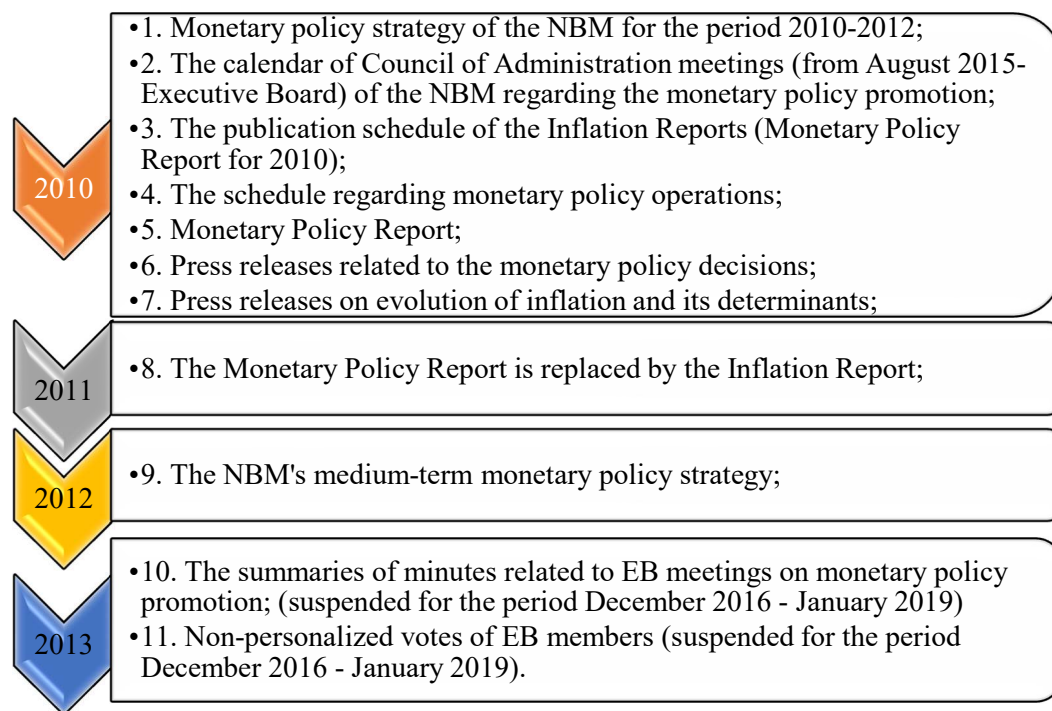 2010
•1. Monetary policy strategy of the NBM for the period 2010-2012;
•2. The calendar of Council of Administration meetings (from August 2015-
Executive Board) of the NBM regarding the monetary policy promotion;
•3. The publication schedule of the Inflation Reports (Monetary Policy
Report for 2010);
•4. The schedule regarding monetary policy operations;
•5. Monetary Policy Report;
•6. Press releases related to the monetary policy decisions;
•7. Press releases on evolution of inflation and its determinants;
2011
•8. The Monetary Policy Report is replaced by the Inflation Report;
2012
•9. The NBM's medium-term monetary policy strategy;
2013
•10. The summaries of minutes related to EB meetings on monetary policy
promotion; (suspended for the period December 2016 - January 2019)
•11. Non-personalized votes of EB members (suspended for the period
December 2016 - January 2019).